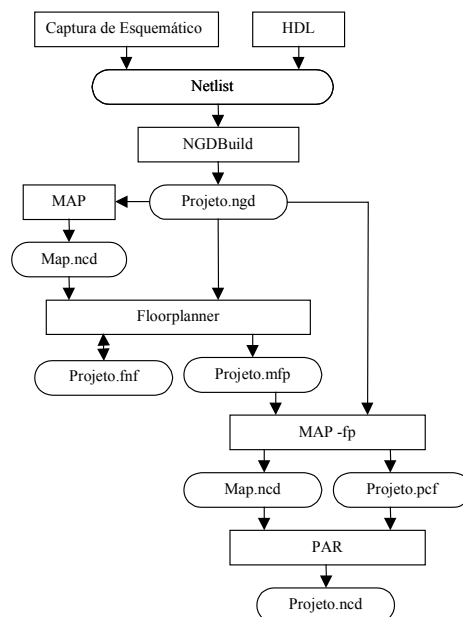 Captura de Esquemático
HDL
Netlist
NGDBuild
MAP
Projeto.ngd
Map.ncd
Floorplanner
Projeto.fnf
Projeto.mfp
MAP -fp
Map.ncd
Projeto.pcf
PAR
Projeto.ncd